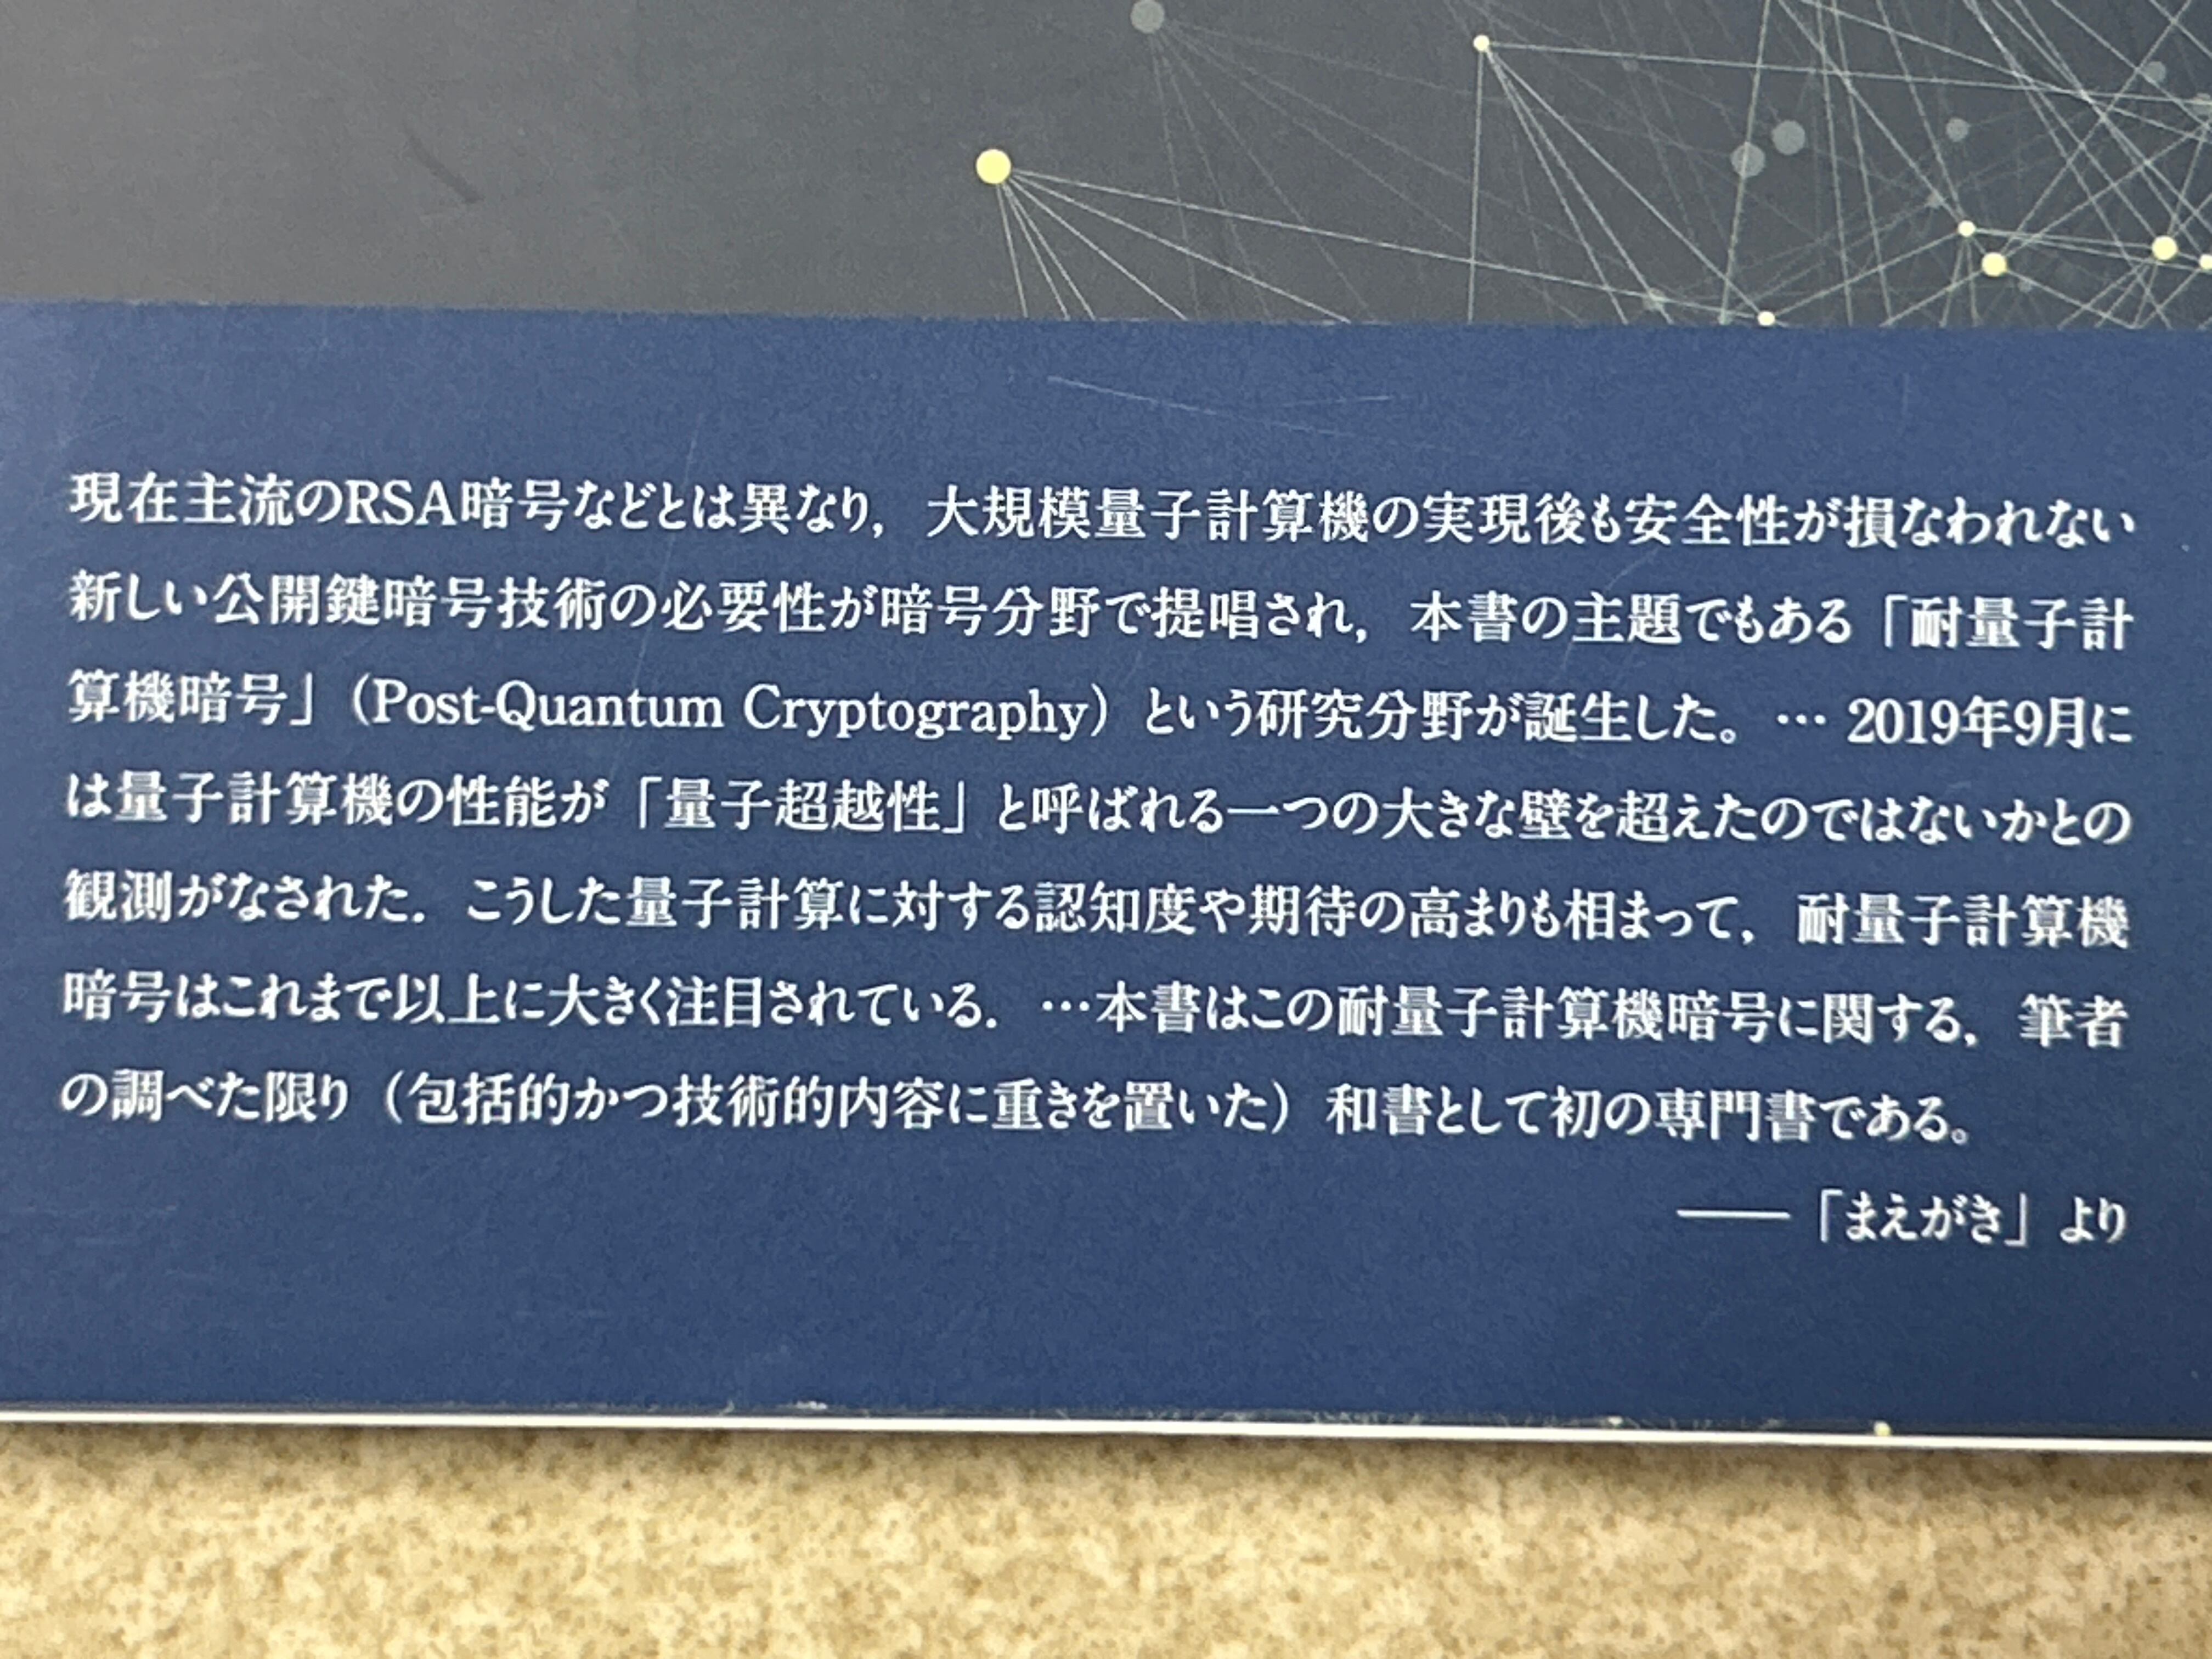 現在主流のRSA暗号などとは異なり，大規模量子計算機の実現後も安全性が損なわれない
新しい公開鍵暗号技術の必要性が暗号分野で提唱され，本書の主題でもある「耐量子計
算機暗号」（Post-Quantum Cryptography）という研究分野が誕生した。… 2019年9月に
は量子計算機の性能が「量子超越性」と呼ばれる一つの大きな壁を超えたのではないかとの
観測がなされた．こうした量子計算に対する認知度や期待の高まりも相まって，耐量子計算機
暗号はこれまで以上に大きく注目されている．…本書はこの耐量子計算機暗号に関する，筆者
の調べた限り（包括的かつ技術的内容に重きを置いた）和書として初の専門書である。
――「まえがき」より